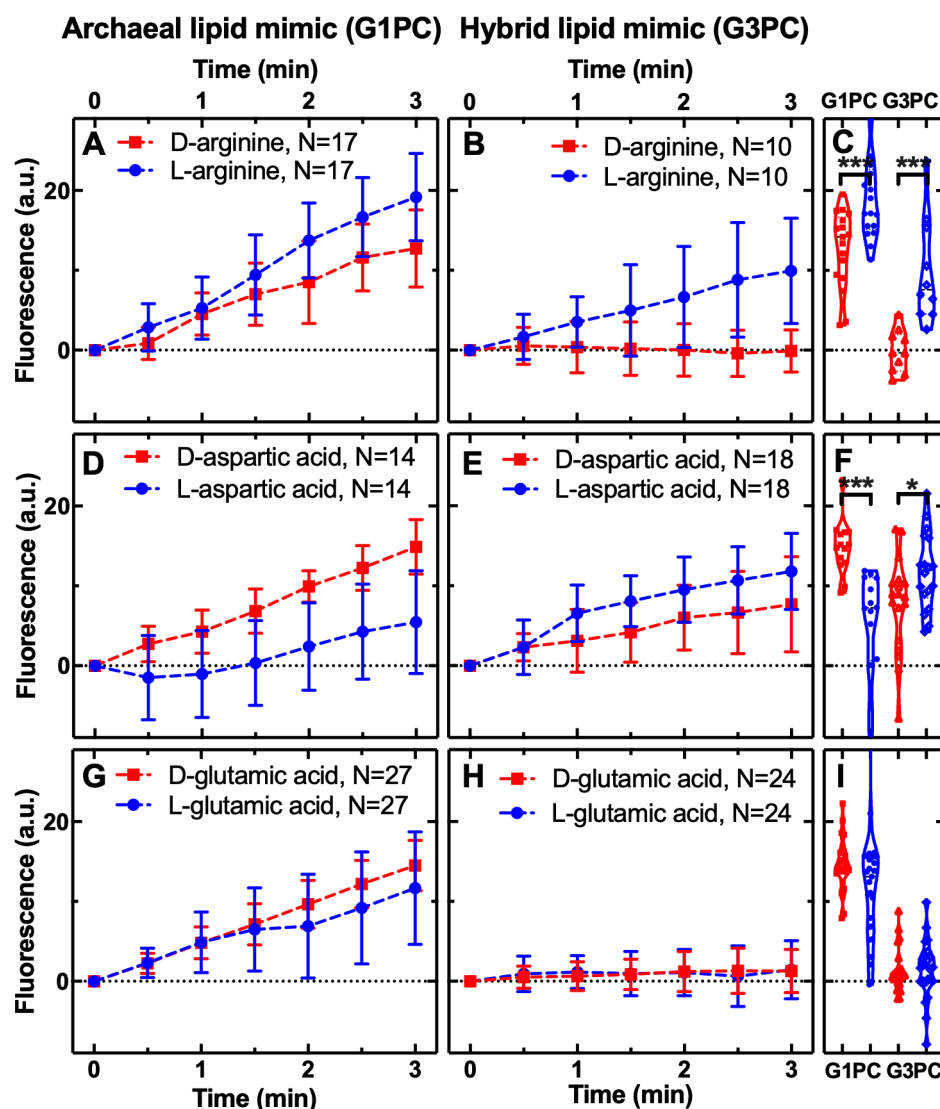 Archaeal lipid mimic (G1PC) Hybrid lipid mimic (G3PC)
Time (min) Time (min)
0 1 2 3 0 1 2 3 G1PC G3PC
A D-arginine, N=17 B D-arginine, N=10 C
L-arginine, N=17 L-arginine, N=10 *** ***
Fluorescence (a.u.)
20
0
D D-aspartic acid, N=14 E D-aspartic acid, N=18 F
L-aspartic acid, N=14 L-aspartic acid, N=18 *** *
Fluorescence (a.u.)
20
0
G D-glutamic acid, N=27 H D-glutamic acid, N=24 I
L-glutamic acid, N=27 L-glutamic acid, N=24
Fluorescence (a.u.)
20
0
0 1 2 3 0 1 2 3 G1PC G3PC
Time (min) Time (min)